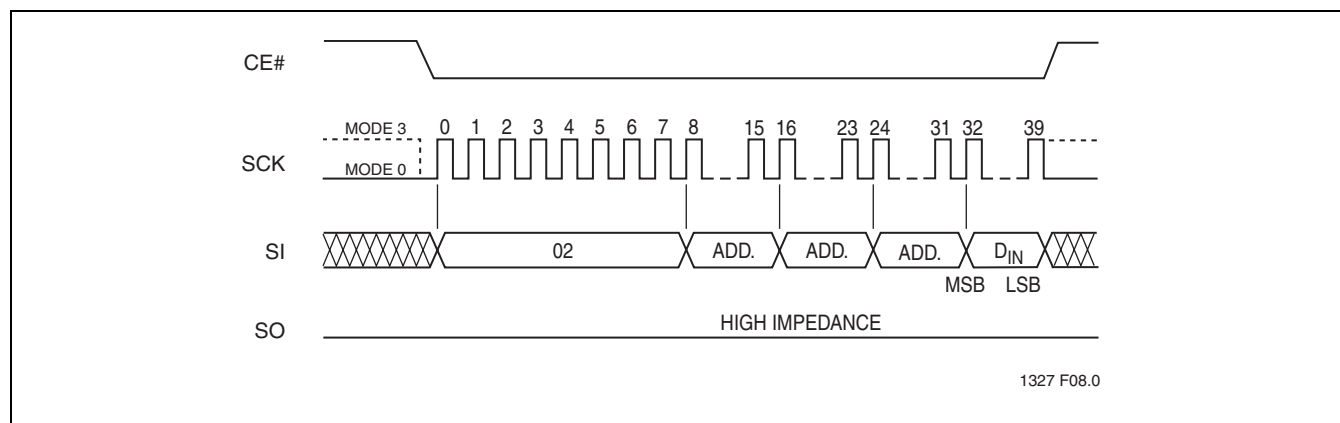 CE#
MODE 3
0 1 2 3 4 5 6 7 8 15 16 23 24 31 32 39
SCK
MODE 0
SI
02 ADD. ADD. ADD. DIN
MSB LSB
SO
HIGH IMPEDANCE
1327 F08.0